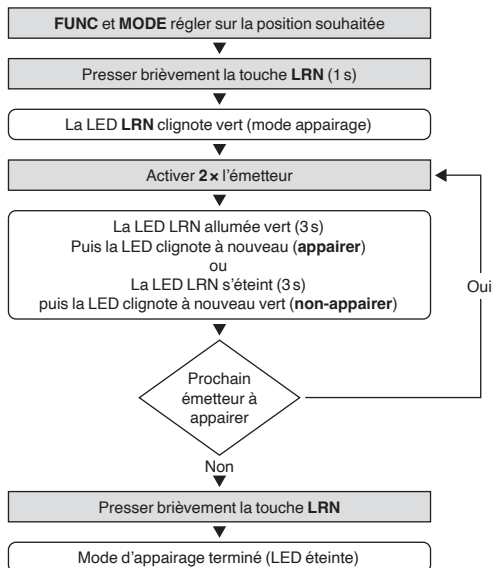 FUNC et MODE régler sur la position souhaitée
Presser brièvement la touche LRN (1 s)
La LED LRN clignote vert (mode appairage)
Activer 2× l'émetteur
La LED LRN allumée vert (3 s)
Puis la LED clignote à nouveau (appairer)
ou
La LED LRN s'éteint (3 s)
puis la LED clignote à nouveau vert (non-appairer)
Oui
Prochain
émetteur à
appairer
Non
Presser brièvement la touche LRN
Mode d'appairage terminé (LED éteinte)